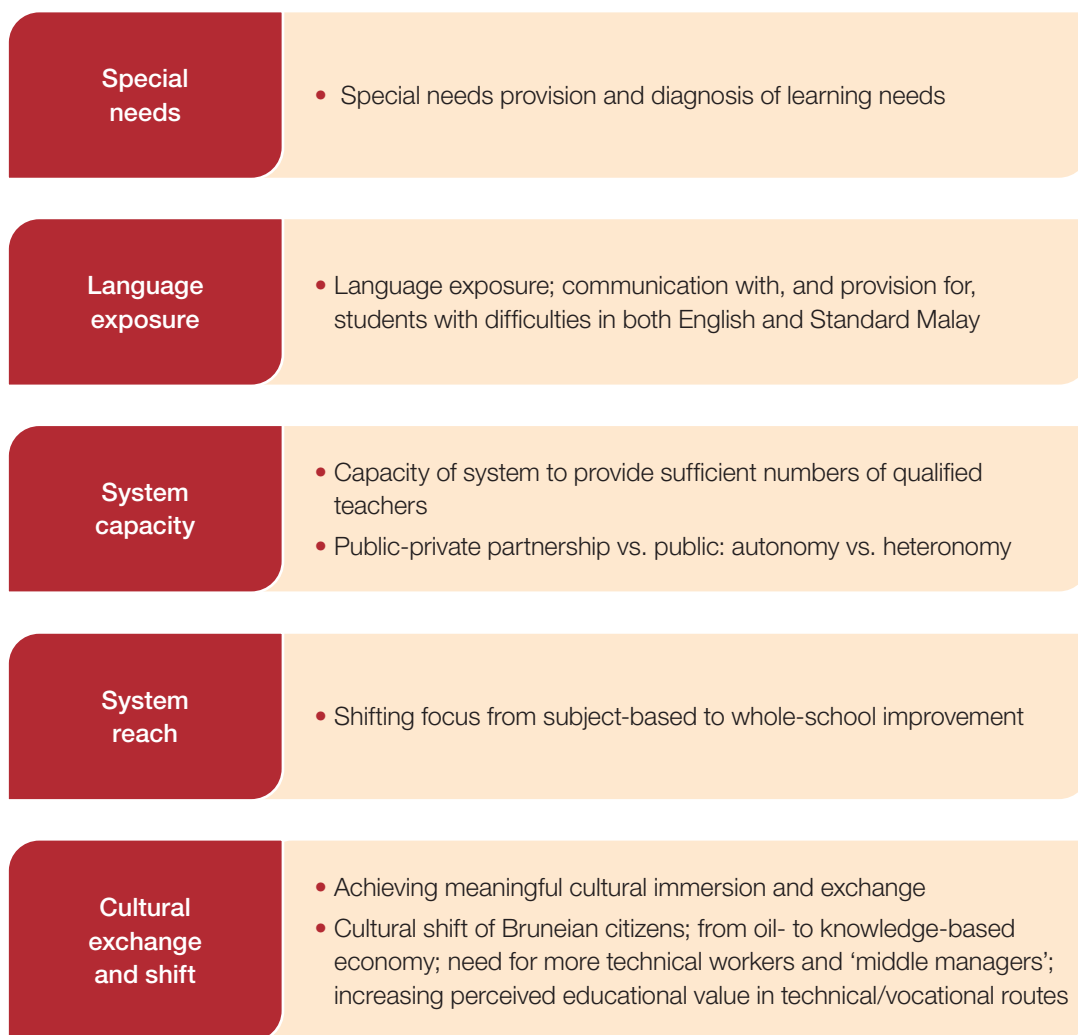 Special
needs
• Special needs provision and diagnosis of learning needs
Language
exposure
• Language exposure; communication with, and provision for,
students with difficulties in both English and Standard Malay
System
capacity
• Capacity of system to provide sufficient numbers of qualified
teachers
• Public-private partnership vs. public: autonomy vs. heteronomy
System
reach
• Shifting focus from subject-based to whole-school improvement
Cultural
exchange
and shift
• Achieving meaningful cultural immersion and exchange
• Cultural shift of Bruneian citizens; from oil- to knowledge-based
economy; need for more technical workers and ‘middle managers’;
increasing perceived educational value in technical/vocational routes